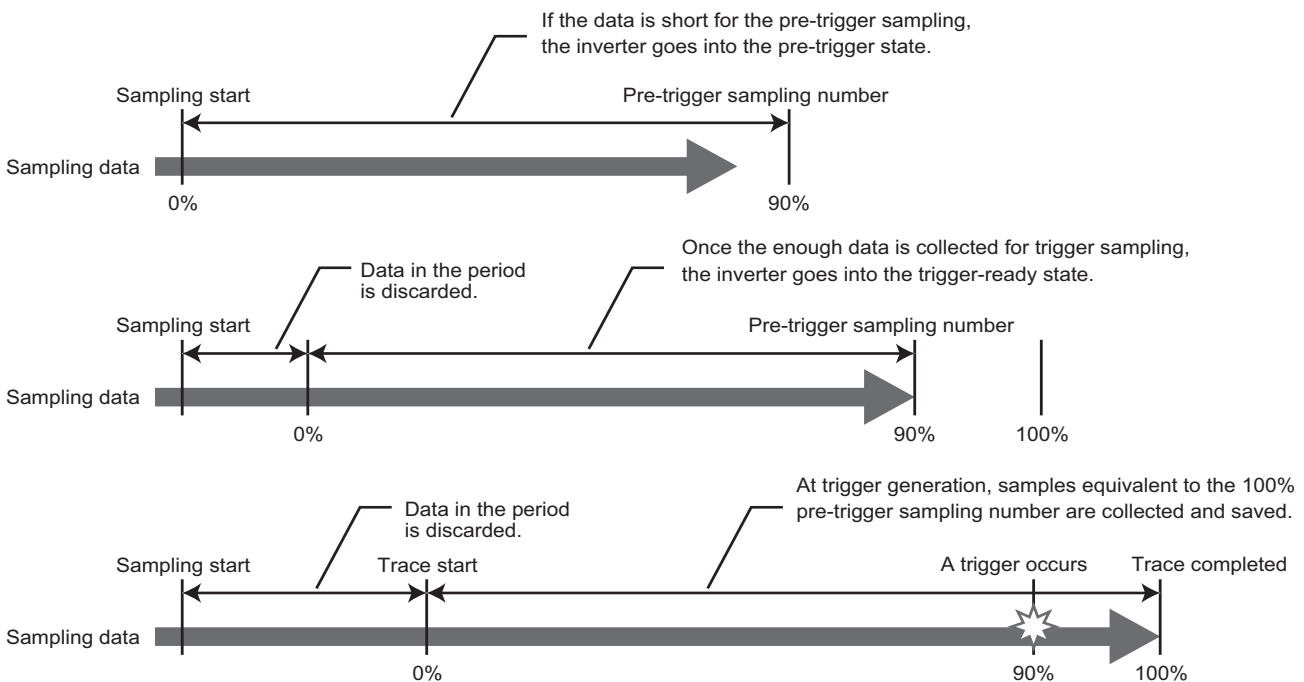 If the data is short for the pre-trigger sampling,
the inverter goes into the pre-trigger state.
Sampling start
Pre-trigger sampling number
Sampling data
0%
90%
Once the enough data is collected for trigger sampling,
the inverter goes into the trigger-ready state.
Data in the period
is discarded.
Sampling start
Pre-trigger sampling number
Sampling data
0%
90%
100%
At trigger generation, samples equivalent to the 100%
pre-trigger sampling number are collected and saved.
Data in the period
is discarded.
Sampling start
Trace start
A trigger occurs
Trace completed
Sampling data
0%
90%
100%